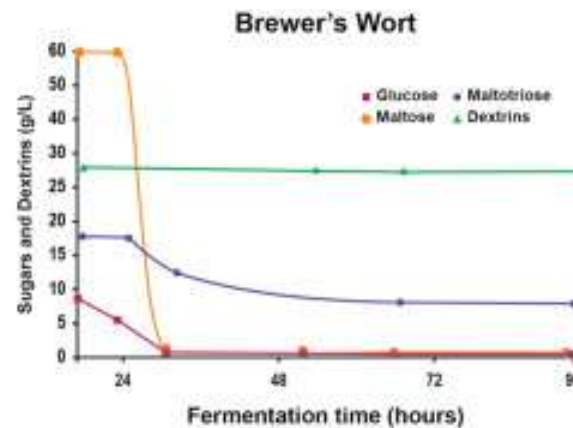 Brewer's Wort
Glucose Maltotriose
Maltose Dextrins
Sugars and Dextrins (g/L)
60
50
40
30
25
20
15
10
5
0
24 48 72 9
Fermentation time (hours)